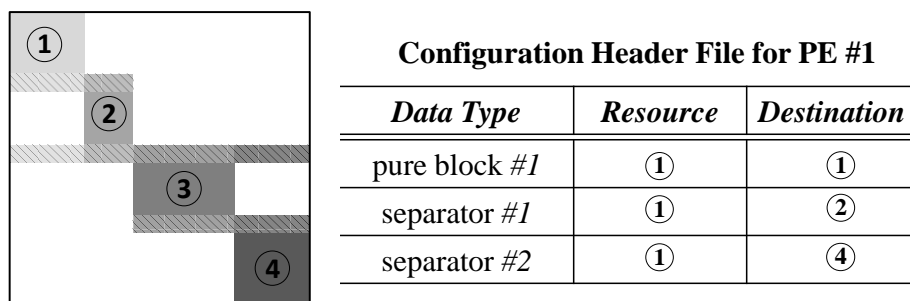 ①
②
③
④
Configuration Header File for PE #1
Data Type Resource Destination
pure block #1 ① ①
separator #1 ① ②
separator #2 ① ④